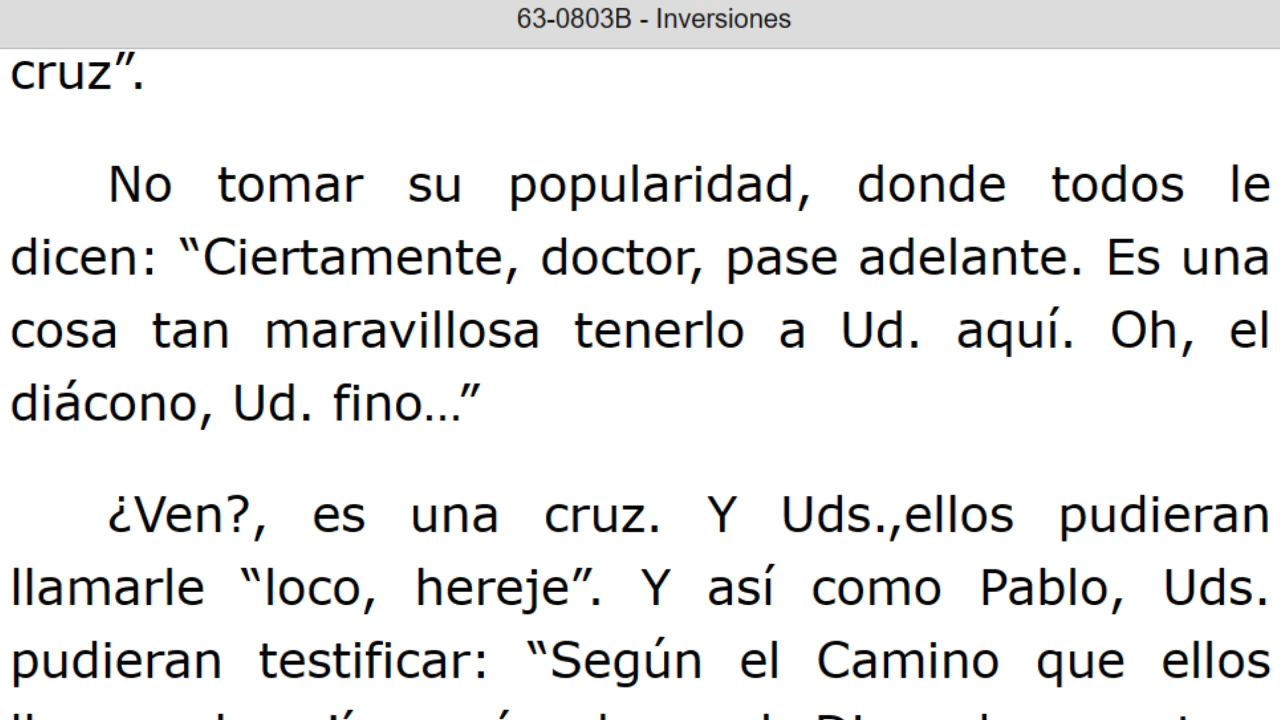 63-0803B - Inversiones
cruz”.
No tomar su popularidad, donde todos le
dicen: “Ciertamente, doctor, pase adelante. Es una
cosa tan maravillosa tenerlo a Ud. aquí. Oh, el
diácono, Ud. fino…”
¿Ven?, es una cruz. Y Uds.,ellos pudieran
llamarle “loco, hereje”. Y así como Pablo, Uds.
pudieran testificar: “Según el Camino que ellos